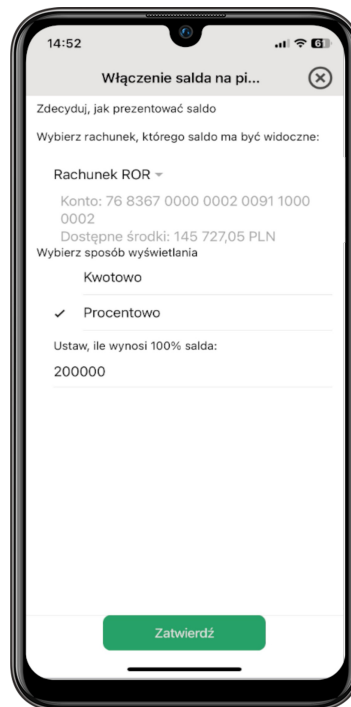 14:52
Włączenie salda na pi...
Zdecyduj, jak prezentować saldo
Wybierz rachunek, którego saldo ma być widoczne:
Rachunek ROR
Konto: 76 8367 0000 0002 0091 1000
0002
Dostępne środki: 145 727,05 PLN
Wybierz sposób wyświetlania
Kwotowo
Procentowo
Ustaw, ile wynosi 100% salda:
200000
Zatwierdź